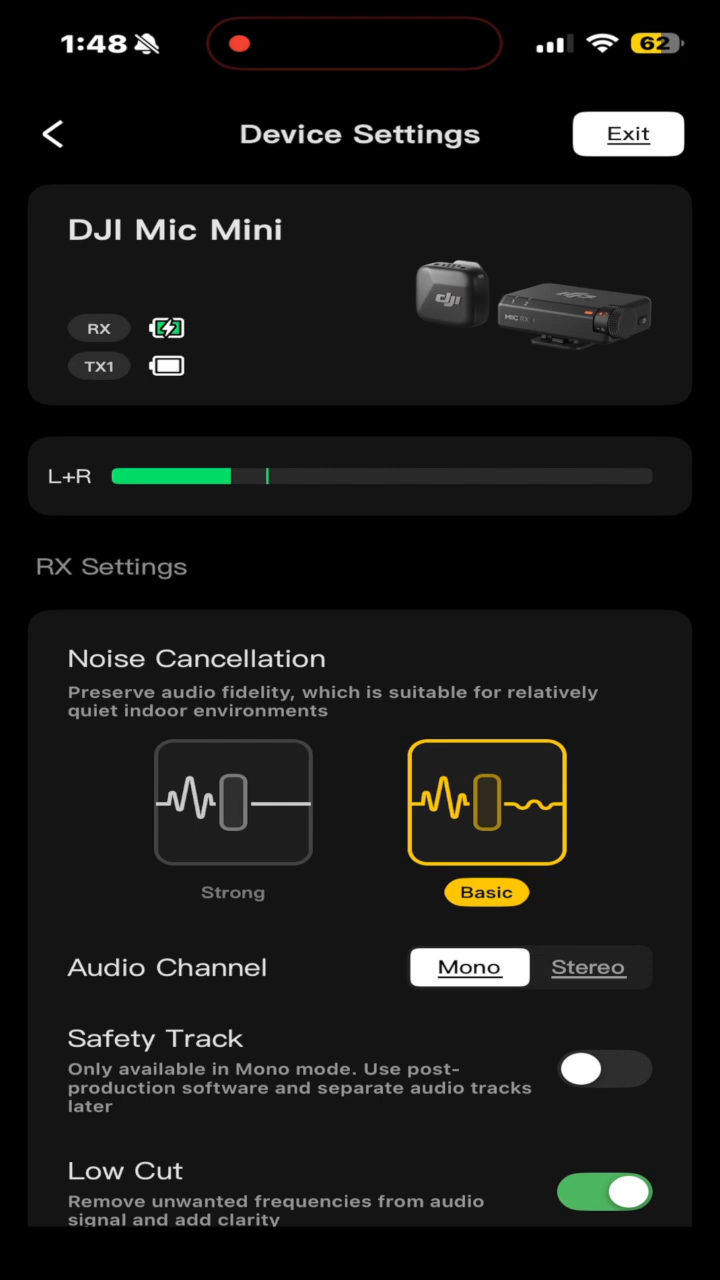 1:48
62
Device Settings
Exit
DJI Mic Mini
dji
MIC RX
RX
TX1
L+R
RX Settings
Noise Cancellation
Preserve audio fidelity, which is suitable for relatively
quiet indoor environments
Strong
Basic
Audio Channel
Mono
Stereo
Safety Track
Only available in Mono mode. Use post-
production software and separate audio tracks
later
Low Cut
Remove unwanted frequencies from audio
signal and add clarity